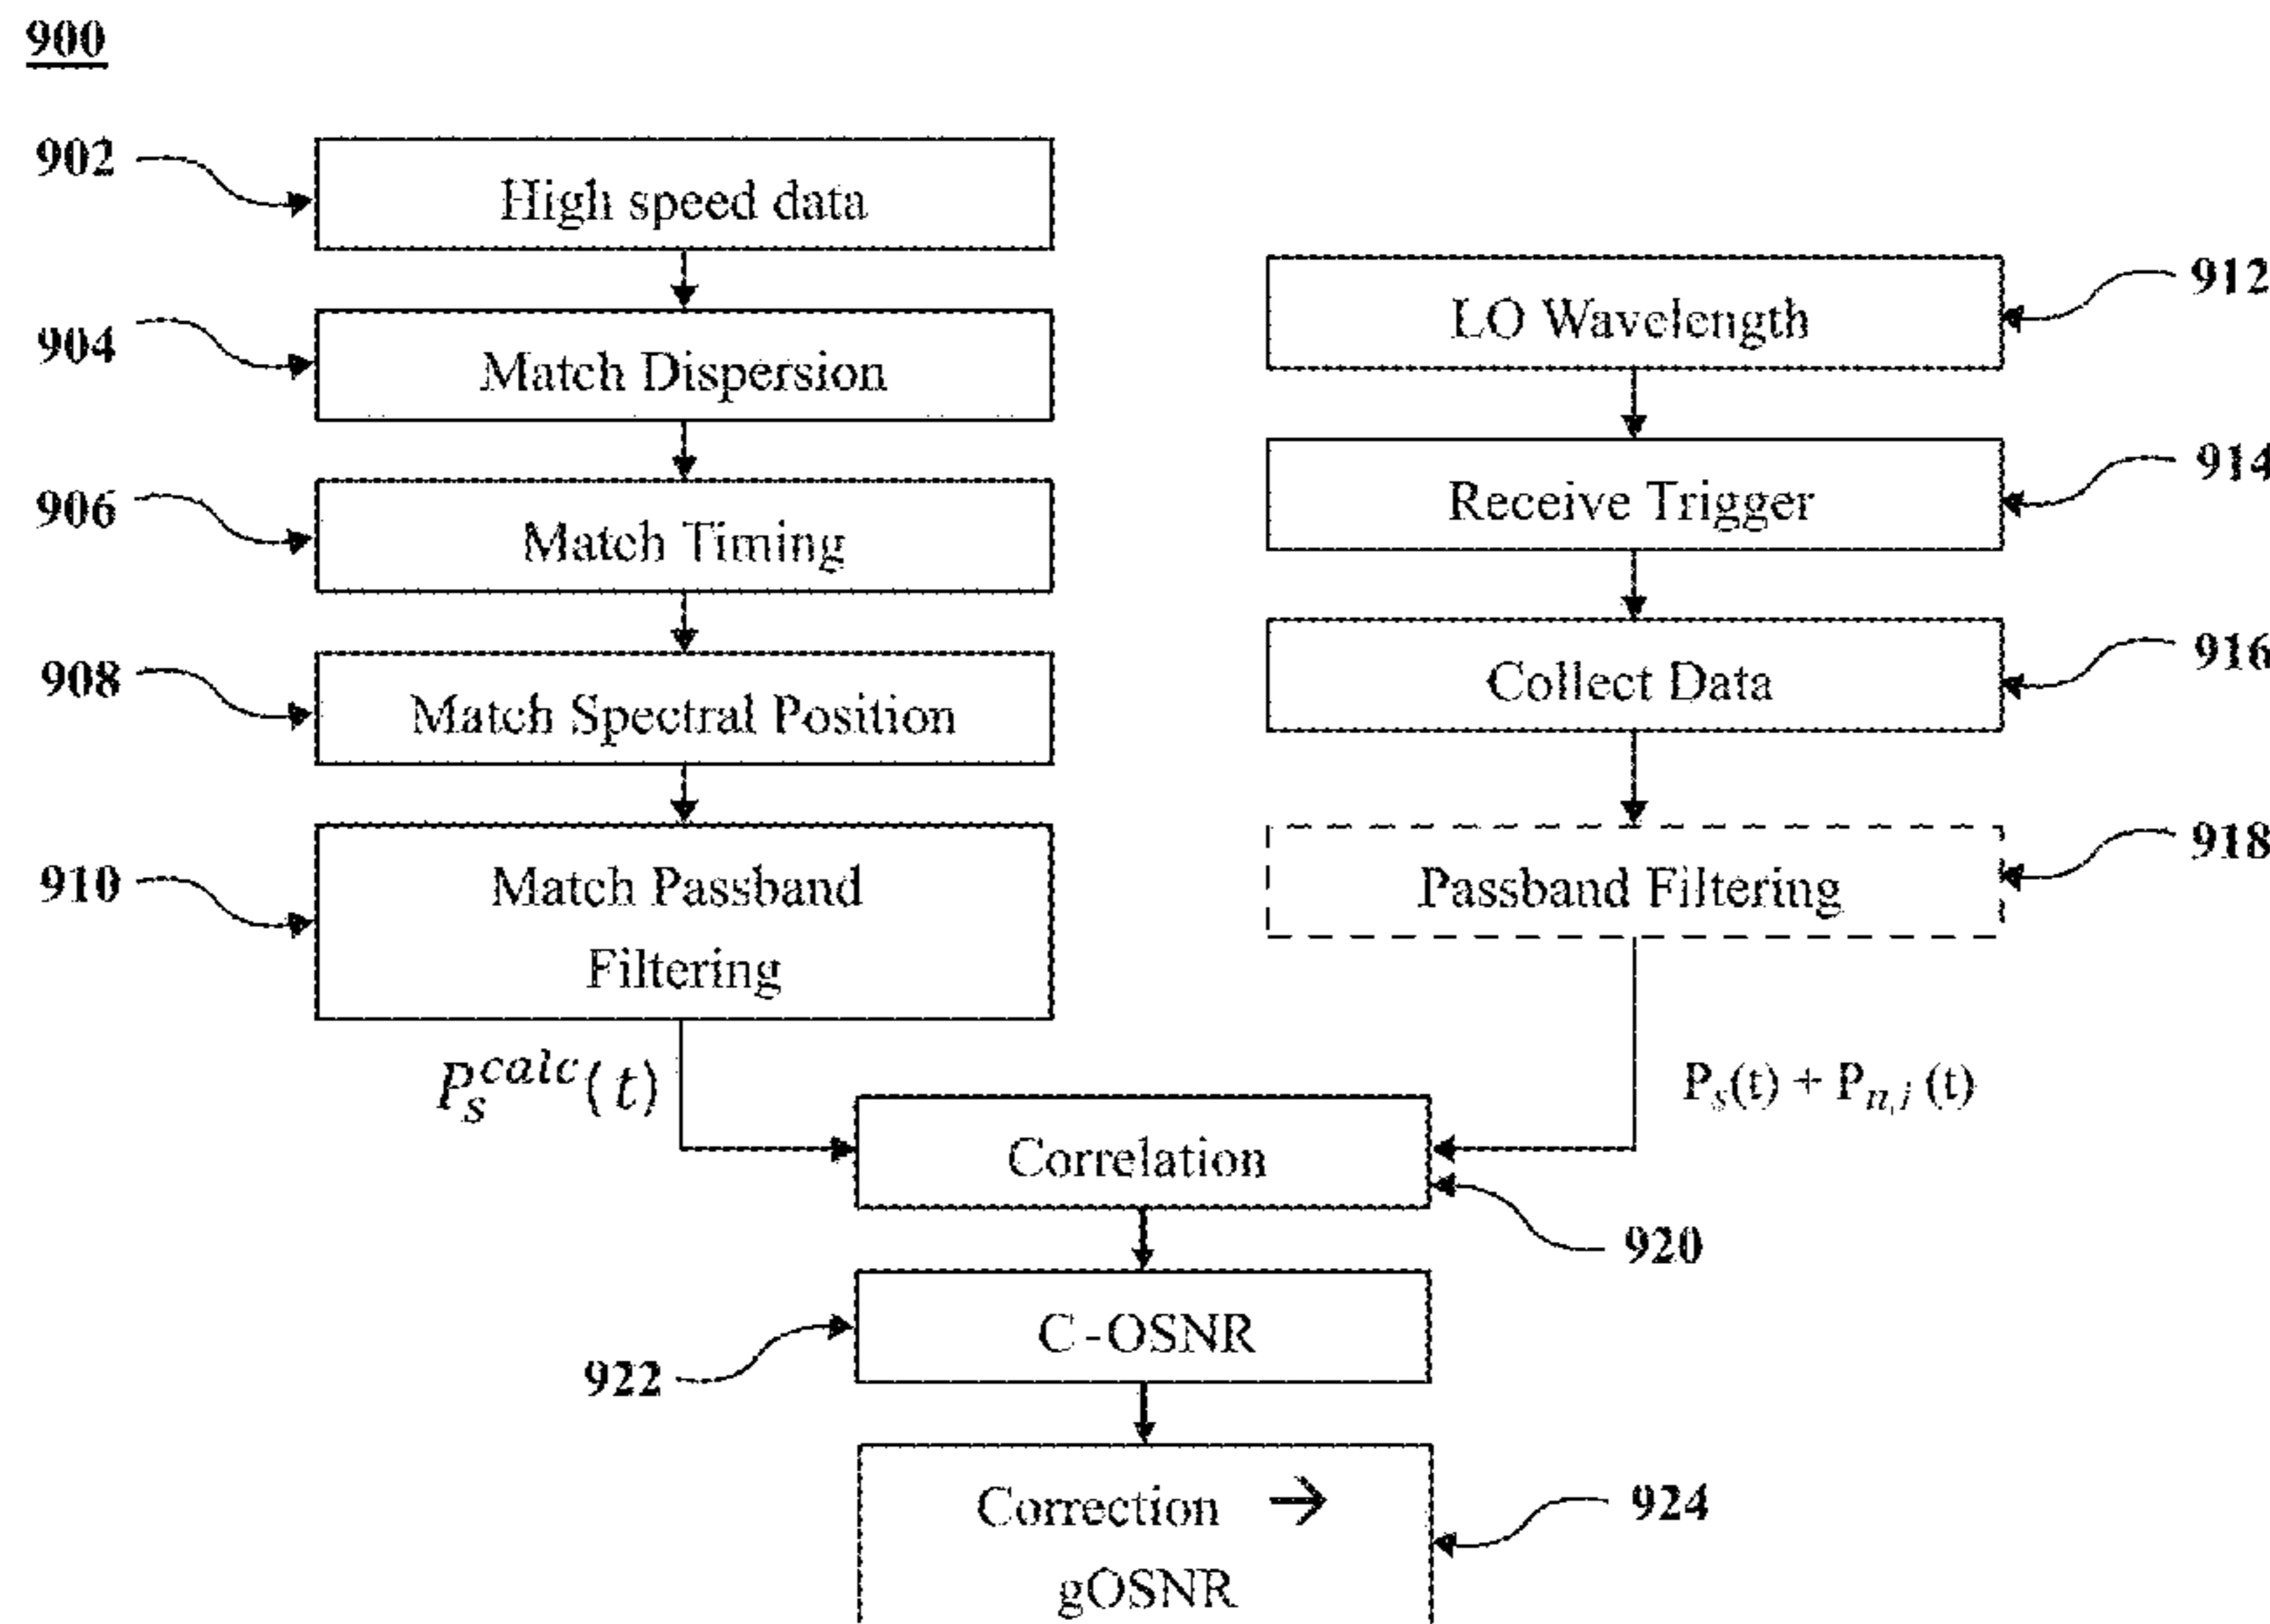 900
902
High speed data
904
Match Dispersion
906
Match Timing
908
Match Spectral Position
910
Match Passband
Filtering
P_s^{calc}(t)
912
LO Wavelength
914
Receive Trigger
916
Collect Data
918
Passband Filtering
P_s(t) + P_{n,i} (t)
Correlation
920
C-OSNR
922
Correction →
gOSNR
924